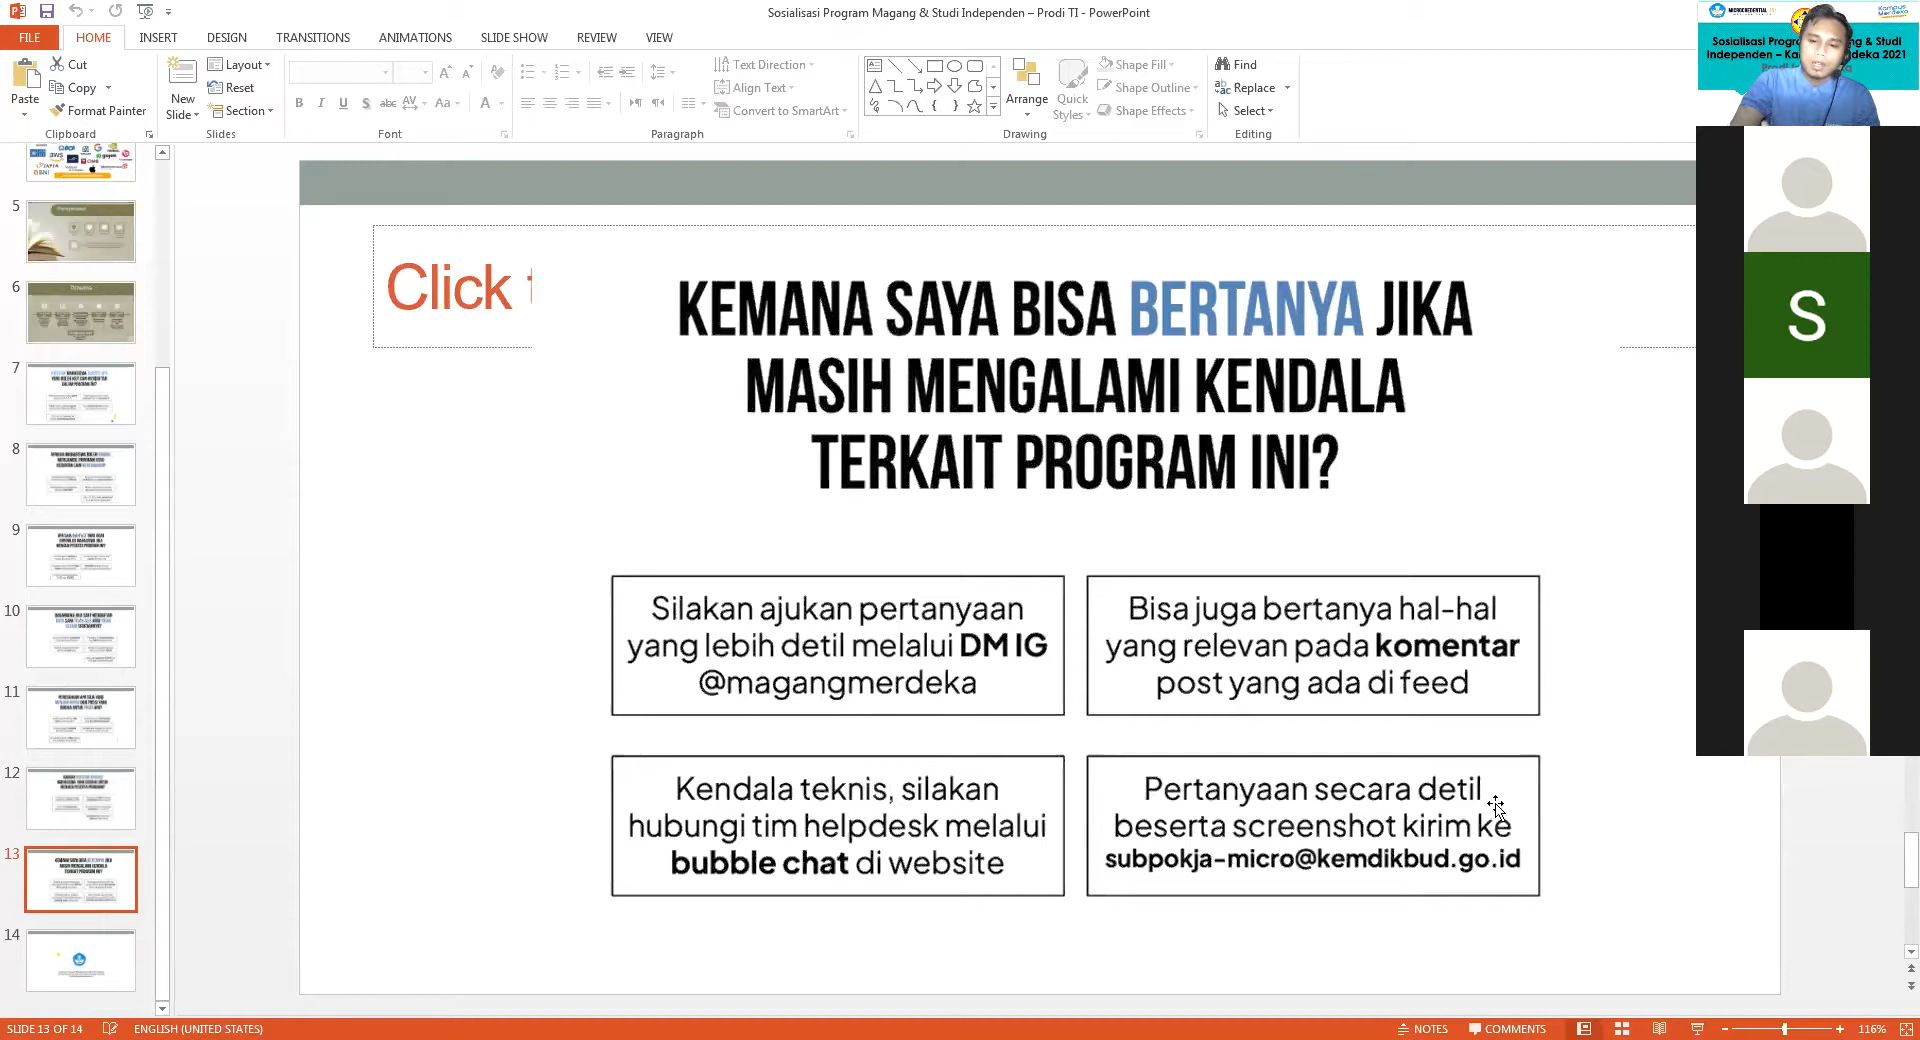 Sosialisasi Program Magang & Studi Independen – Prodi TI - PowerPoint
FILE HOME INSERT DESIGN TRANSITIONS ANIMATIONS SLIDE SHOW REVIEW VIEW
Cut
Copy
Format Painter
Paste
Clipboard
New
Slide
Layout
Reset
Section
Slides
Font
Text Direction
Align Text
Convert to SmartArt
Paragraph
Arrange
Quick
Styles
Shape Fill
Shape Outline
Shape Effects
Drawing
Find
Replace
Select
Editing
5
6
7
8
9
10
11
12
13
14
Click
KEMANA SAYA BISA BERTANYA JIKA
MASIH MENGALAMI KENDALA
TERKAIT PROGRAM INI?
Silakan ajukan pertanyaan
yang lebih detil melalui DM IG
@magangmerdeka
Bisa juga bertanya hal-hal
yang relevan pada komentar
post yang ada di feed
Kendala teknis, silakan
hubungi tim helpdesk melalui
bubble chat di website
Pertanyaan secara detil
beserta screenshot kirim ke
subpokja-micro@kemdikbud.go.id
MICROCREDENTIAL
Sosialisasi & Studi
Independen – 2021
S
SLIDE 13 OF 14 ENGLISH (UNITED STATES) NOTES COMMENTS 116%